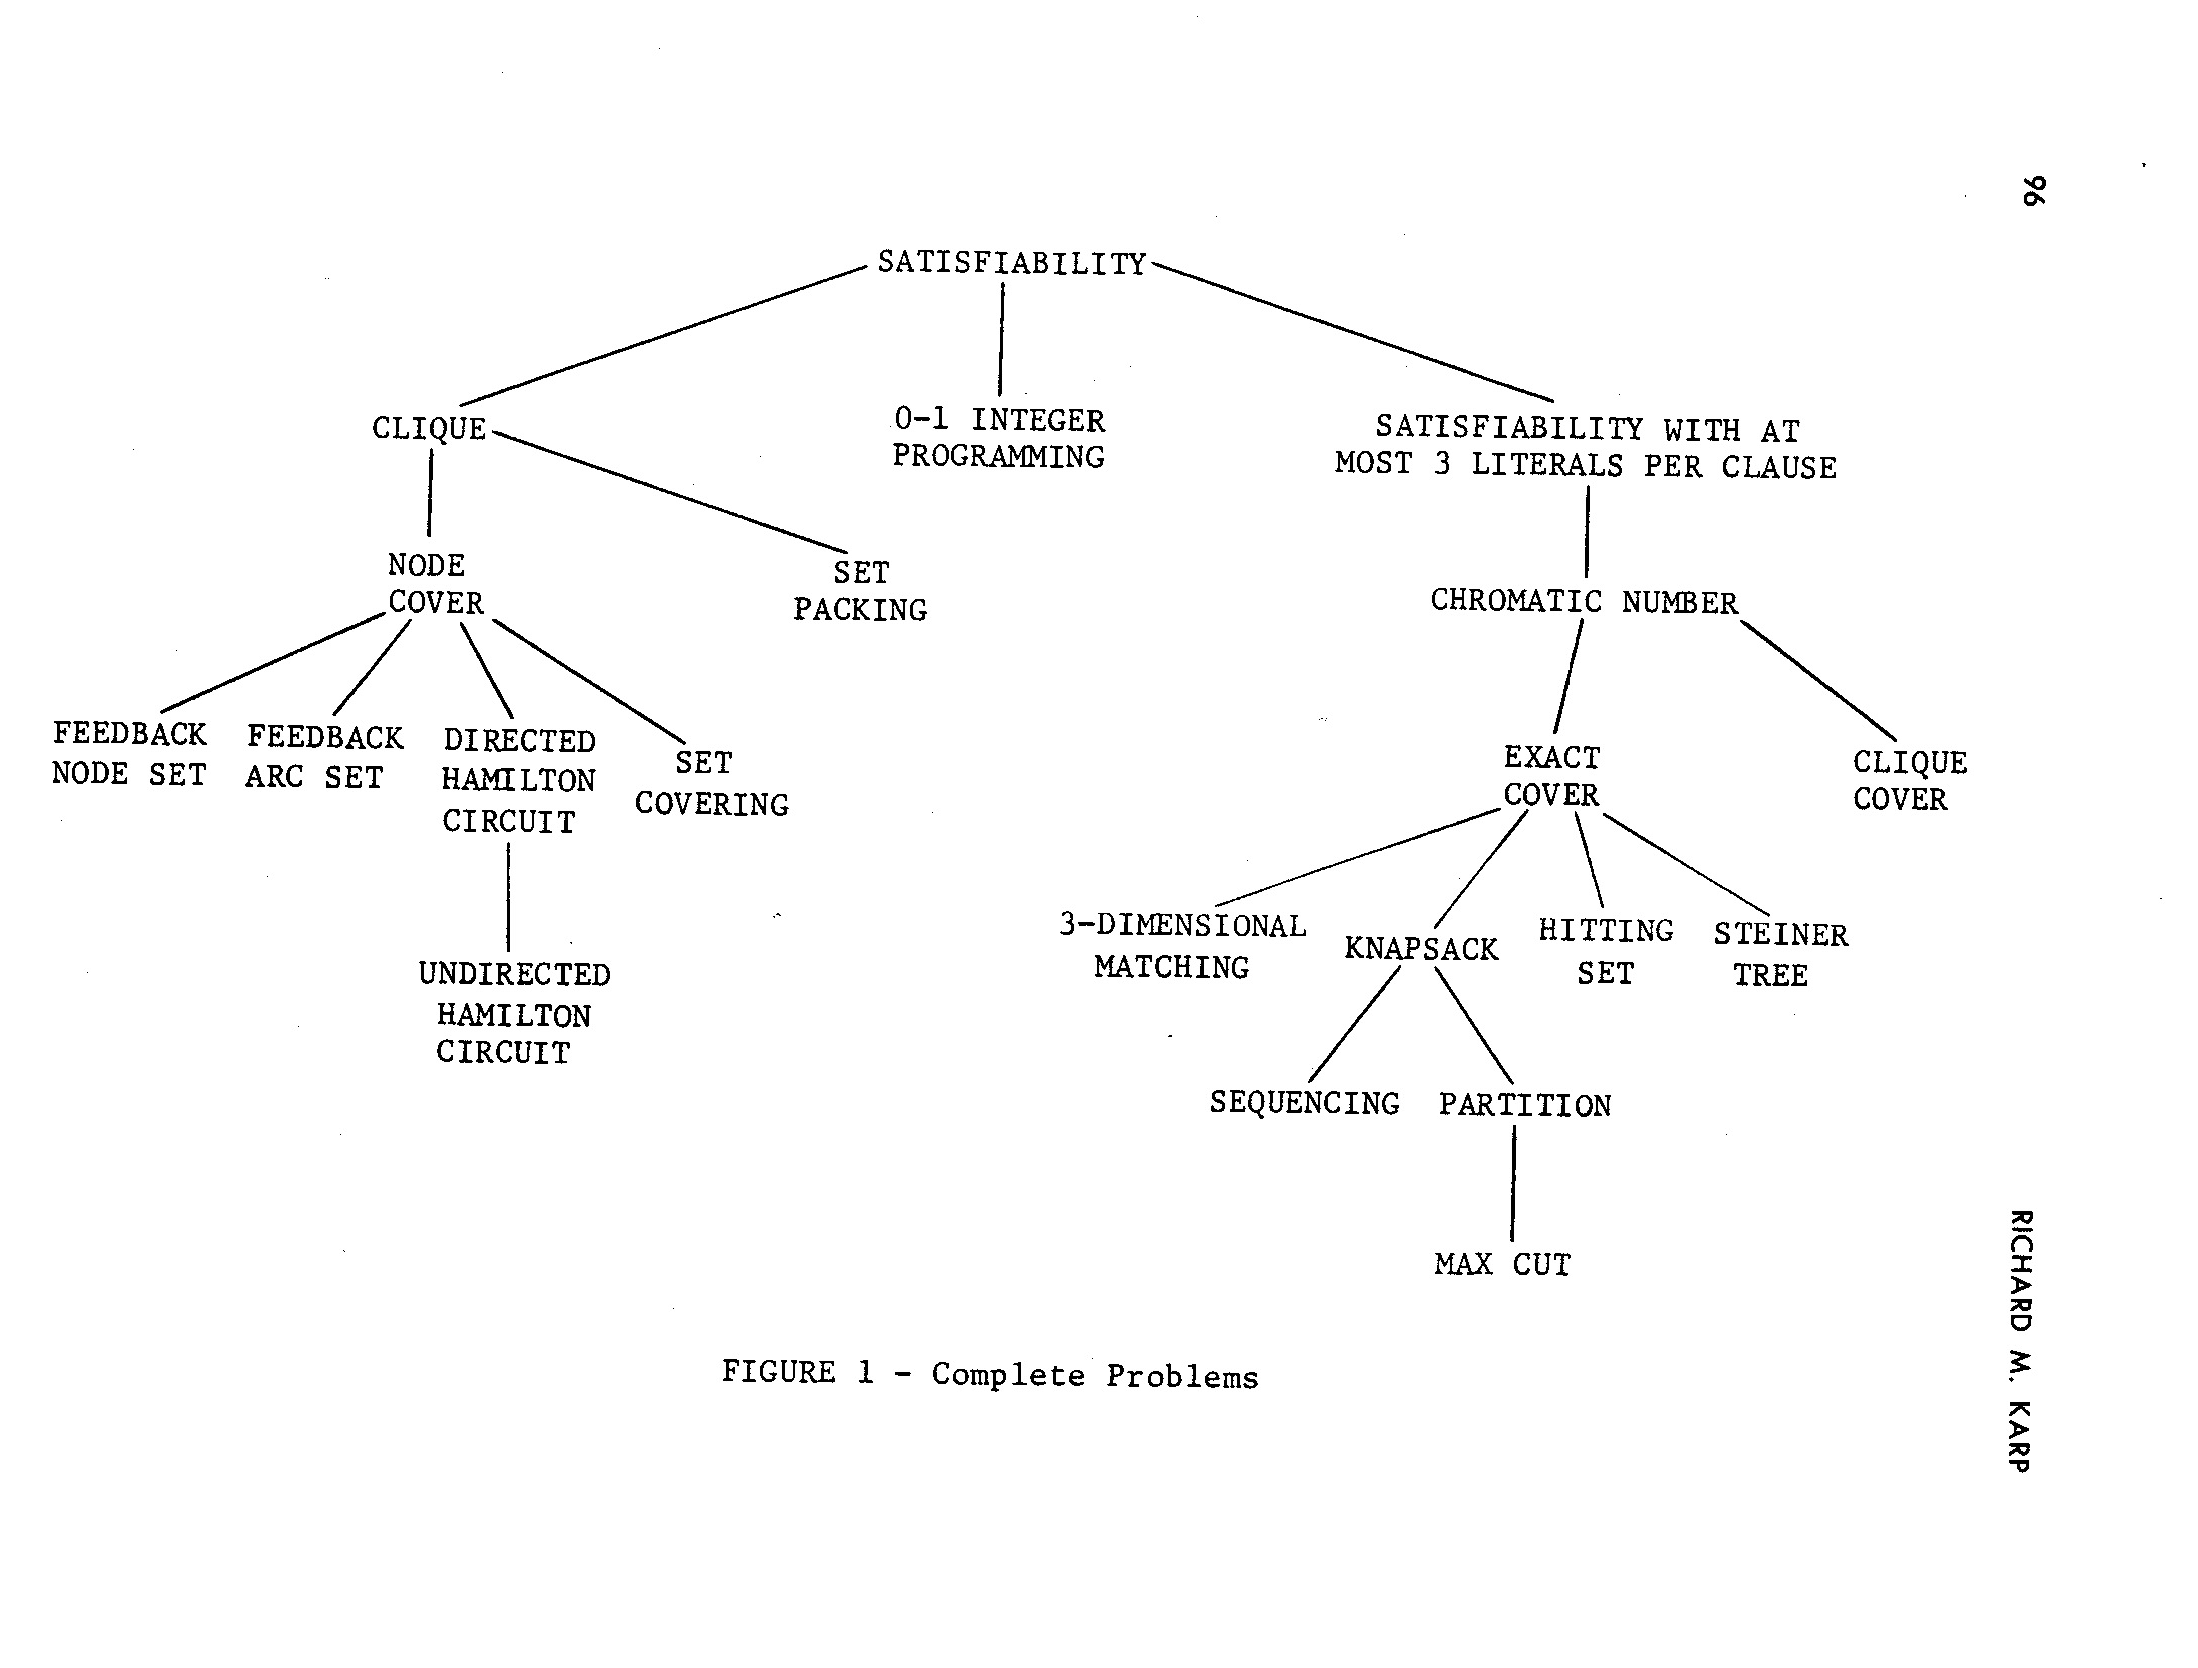 96
SATISFIABILITY
CLIQUE
0-1 INTEGER
PROGRAMMING
SATISFIABILITY WITH AT
MOST 3 LITERALS PER CLAUSE
NODE
COVER
SET
PACKING
CHROMATIC NUMBER
FEEDBACK
NODE SET
FEEDBACK
ARC SET
DIRECTED
HAMILTON
CIRCUIT
SET
COVERING
EXACT
COVER
CLIQUE
COVER
UNDIRECTED
HAMILTON
CIRCUIT
3-DIMENSIONAL
MATCHING
KNAPSACK
HITTING
SET
STEINER
TREE
SEQUENCING
PARTITION
MAX CUT
FIGURE 1 - Complete Problems
RICHARD M. KARP